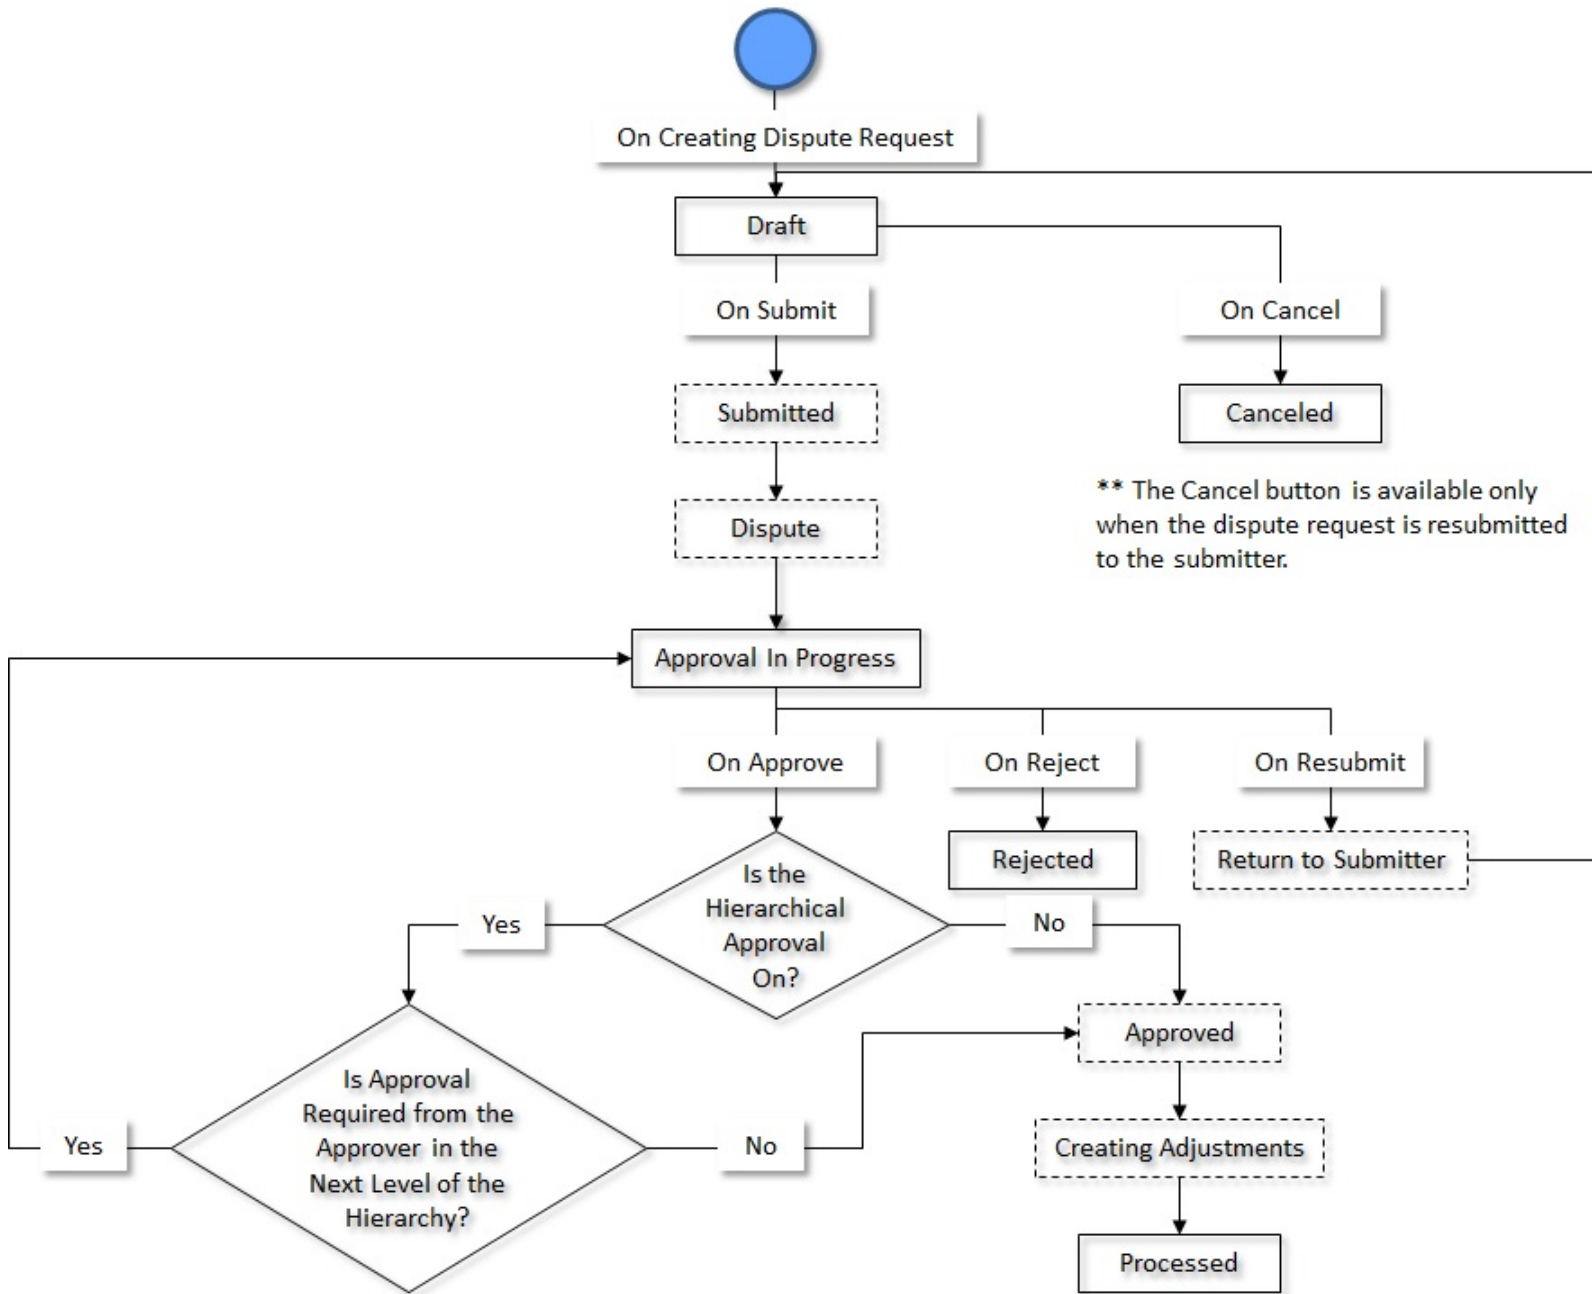 On Creating Dispute Request
Draft
On Submit
On Cancel
Submitted
Canceled
** The Cancel button is available only
when the dispute request is resubmitted
to the submitter.
Dispute
Approval In Progress
On Approve
On Reject
On Resubmit
Rejected
Return to Submitter
Is the
Hierarchical
Approval
On?
Yes
No
Approved
Is Approval
Required from the
Approver in the
Next Level of the
Hierarchy?
Yes
No
Creating Adjustments
Processed